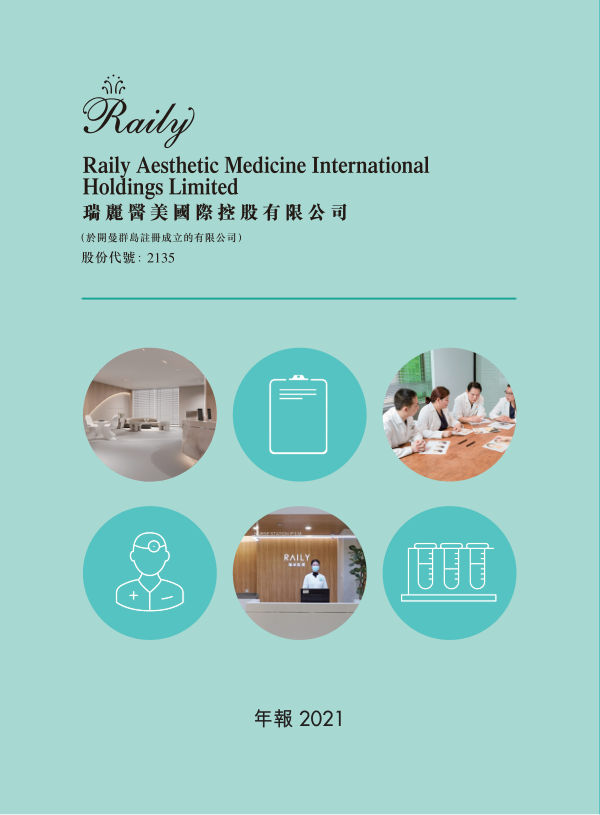 Raily
Raily Aesthetic Medicine International
Holdings Limited
瑞麗醫美國際控股有限公司
(於開曼群島註冊成立的有限公司)
股份代號: 2135
RAILY
年報 2021